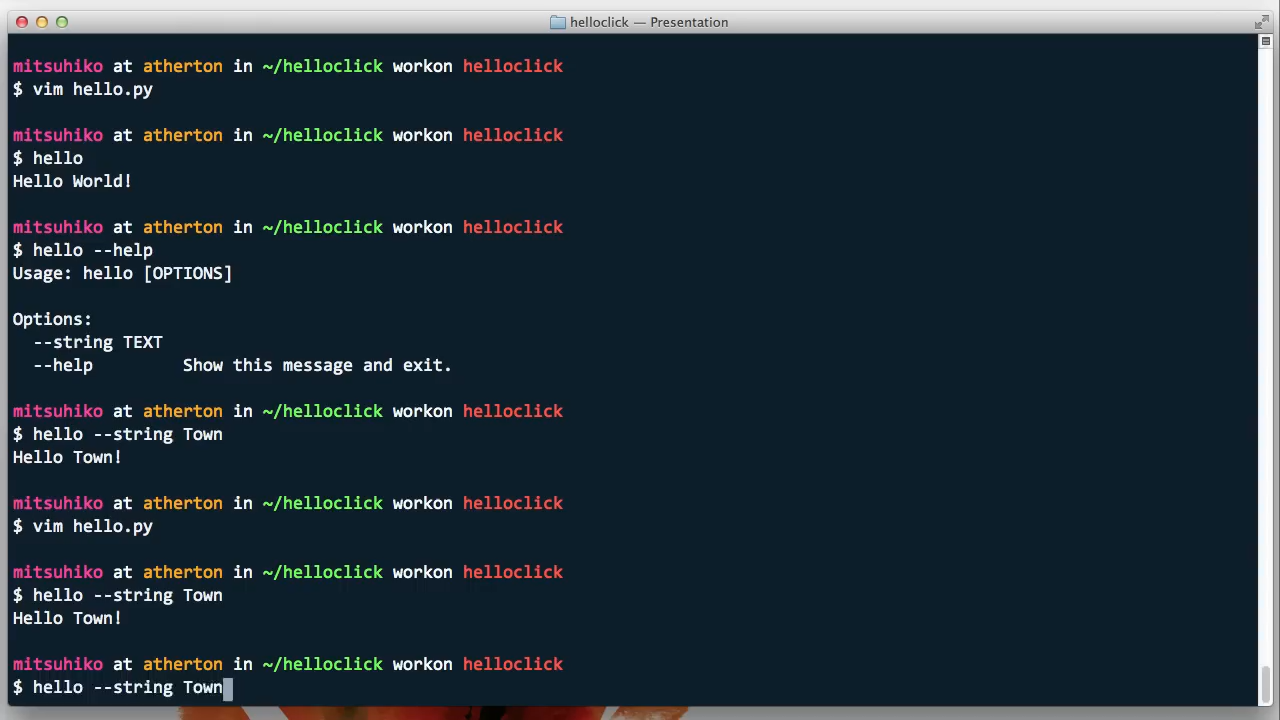 helloclick — Presentation
mitsuhiko at atherton in ~/helloclick workon helloclick
$ vim hello.py
mitsuhiko at atherton in ~/helloclick workon helloclick
$ hello
Hello World!
mitsuhiko at atherton in ~/helloclick workon helloclick
$ hello --help
Usage: hello [OPTIONS]
Options:
--string TEXT
--help Show this message and exit.
mitsuhiko at atherton in ~/helloclick workon helloclick
$ hello --string Town
Hello Town!
mitsuhiko at atherton in ~/helloclick workon helloclick
$ vim hello.py
mitsuhiko at atherton in ~/helloclick workon helloclick
$ hello --string Town
Hello Town!
mitsuhiko at atherton in ~/helloclick workon helloclick
$ hello --string Town